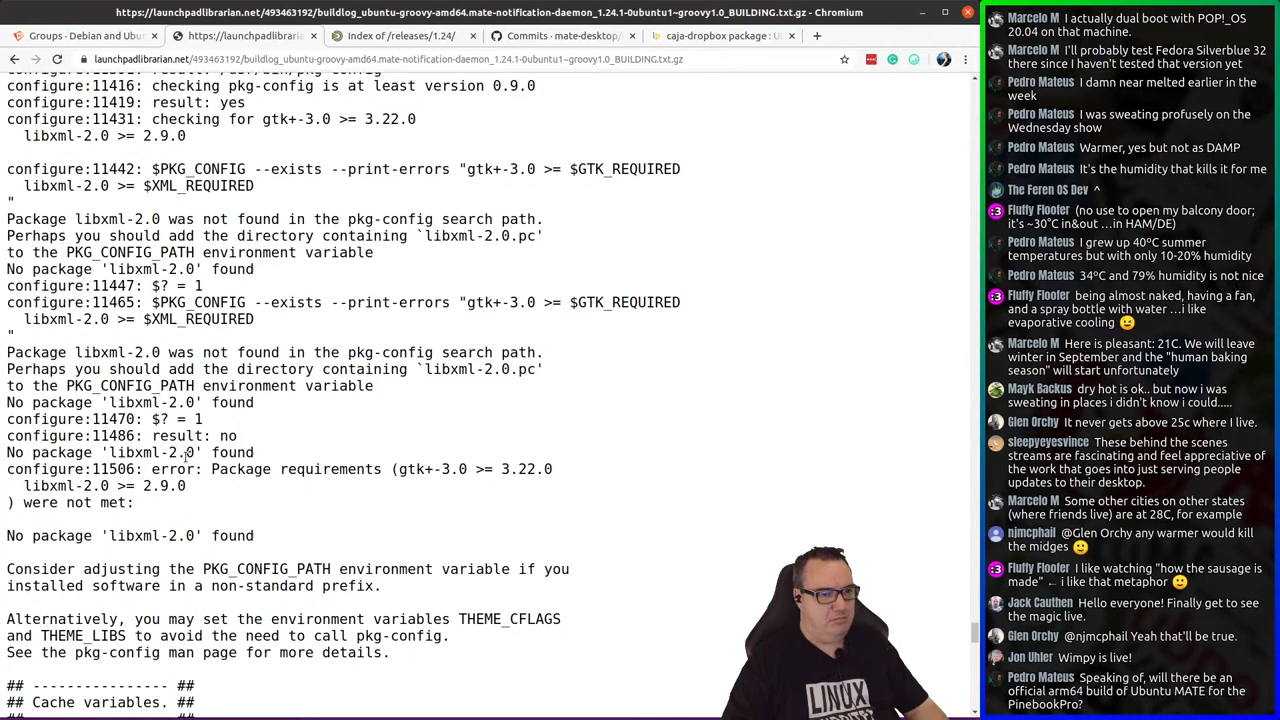 https://launchpadlibrarian.net/493463192/buildlog_ubuntu-groovy-amd64.mate-notification-daemon_1.24.1-0ubuntu1~groovy1.0_BUILDING.txt.gz - Chromium
Groups - Debian and Ubu
https://launchpadlibrarian
Index of /releases/1.24/
Commits · mate-desktop/
caja-dropbox package : U
launchpadlibrarian.net/493463192/buildlog_ubuntu-groovy-amd64.mate-notification-daemon_1.24.1-0ubuntu1~groovy1.0_BUILDING.txt.gz
configure:11416: checking pkg-config is at least version 0.9.0
configure:11419: result: yes
configure:11431: checking for gtk+-3.0 >= 3.22.0
libxml-2.0 >= 2.9.0
configure:11442: $PKG_CONFIG --exists --print-errors "gtk+-3.0 >= $GTK_REQUIRED
libxml-2.0 >= $XML_REQUIRED
"
Package libxml-2.0 was not found in the pkg-config search path.
Perhaps you should add the directory containing `libxml-2.0.pc'
to the PKG_CONFIG_PATH environment variable
No package 'libxml-2.0' found
configure:11447: $? = 1
configure:11465: $PKG_CONFIG --exists --print-errors "gtk+-3.0 >= $GTK_REQUIRED
libxml-2.0 >= $XML_REQUIRED
"
Package libxml-2.0 was not found in the pkg-config search path.
Perhaps you should add the directory containing `libxml-2.0.pc'
to the PKG_CONFIG_PATH environment variable
No package 'libxml-2.0' found
configure:11470: $? = 1
configure:11486: result: no
No package 'libxml-2.0' found
configure:11506: error: Package requirements (gtk+-3.0 >= 3.22.0
libxml-2.0 >= 2.9.0
) were not met:
No package 'libxml-2.0' found
Consider adjusting the PKG_CONFIG_PATH environment variable if you
installed software in a non-standard prefix.
Alternatively, you may set the environment variables THEME_CFLAGS
and THEME_LIBS to avoid the need to call pkg-config.
See the pkg-config man page for more details.
## ---------------- ##
## Cache variables. ##
LINUX
Marcelo M I actually dual boot with POP!_OS
20.04 on that machine.
Marcelo M I'll probably test Fedora Silverblue 32
there since I haven't tested that version yet
Pedro Mateus I damn near melted earlier in the
week
Pedro Mateus I was sweating profusely on the
Wednesday show
Pedro Mateus Warmer, yes but not as DAMP
Pedro Mateus It's the humidity that kills it for me
The Feren OS Dev ^
Fluffy Floofer (no use to open my balcony door;
it's ~30°C in&out ...in HAM/DE)
Pedro Mateus I grew up 40ºC summer
temperatures but with only 10-20% humidity
Pedro Mateus 34ºC and 79% humidity is not nice
Fluffy Floofer being almost naked, having a fan,
and a spray bottle with water ...i like
evaporative cooling 😉
Marcelo M Here is pleasant: 21C. We will leave
winter in September and the "human baking
season" will start unfortunately
Mayk Backus dry hot is ok.. but now i was
sweating in places i didn't know i could.....
Glen Orchy It never gets above 25c where I live.
sleepyeyesvince These behind the scenes
streams are fascinating and feel appreciative of
the work that goes into just serving people
updates to their desktop.
Marcelo M Some other cities on other states
(where friends live) are at 28C, for example
njmcphail @Glen Orchy any warmer would kill
the midges 🙂
Fluffy Floofer I like watching "how the sausage is
made" ← i like that metaphor 🙂
Jack Cauthen Hello everyone! Finally get to see
the magic live.
Glen Orchy @njmcphail Yeah that'll be true.
Jon Uhler Wimpy is live!
Pedro Mateus Speaking of, will there be an
official arm64 build of Ubuntu MATE for the
PinebookPro?